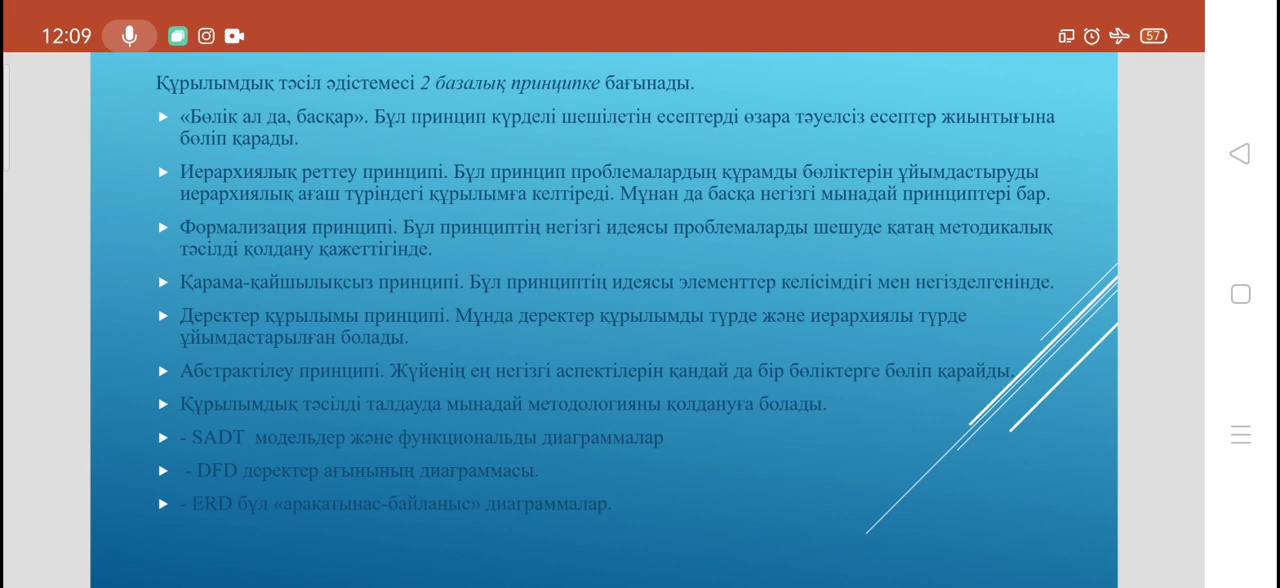 12:09
57
Құрылымдық тәсіл әдістемесі 2 базалық принципке бағынады.
«Бөлік ал да, басқар». Бұл принцип күрделі шешілетін есептерді өзара тәуелсіз есептер жиынтығына
бөліп қарады.
Иерархиялық реттеу принципі. Бұл принцип проблемалардың құрамды бөліктерін ұйымдастыруды
иерархиялық ағаш түріндегі құрылымға келтіреді. Мұнан да басқа негізгі мынадай принциптері бар.
Формализация принципі. Бұл принциптің негізгі идеясы проблемаларды шешуде қатаң методикалық
тәсілді қолдану қажеттігінде.
Қарама-қайшылықсыз принципі. Бұл принциптің идеясы элементтер келісімдігі мен негізделгенінде.
Деректер құрылымы принципі. Мұнда деректер құрылымды түрде және иерархиялы түрде
ұйымдастарылған болады.
Абстрактілеу принципі. Жүйенің ең негізгі аспектілерін қандай да бір бөліктерге бөліп қарайды.
Құрылымдық тәсілді талдауда мынадай методологияны қолдануға болады.
- SADT модельдер және функциональды диаграммалар
- DFD деректер ағынының диаграммасы.
- ERD бұл «арақатынас-байланыс» диаграммалар.